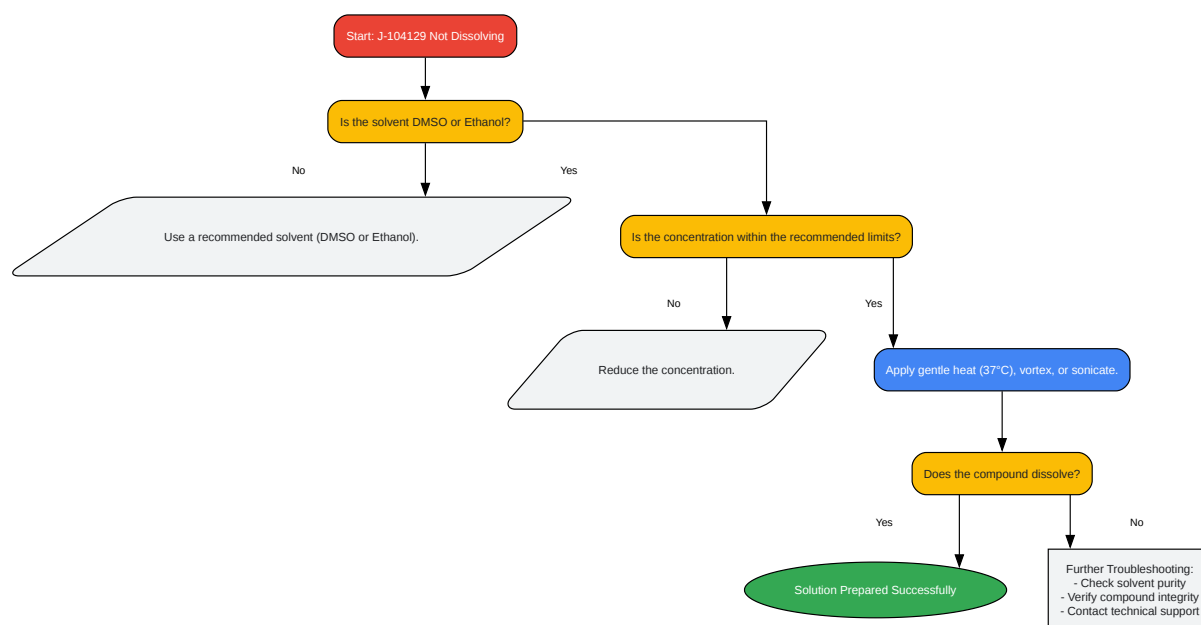 Start: J-104129 Not Dissolving
Is the solvent DMSO or Ethanol?
No
Yes
Use a recommended solvent (DMSO or Ethanol).
Is the concentration within the recommended limits?
No
Yes
Reduce the concentration.
Apply gentle heat (37°C), vortex, or sonicate.
Does the compound dissolve?
Yes
No
Solution Prepared Successfully
Further Troubleshooting:
- Check solvent purity
- Verify compound integrity
- Contact technical support